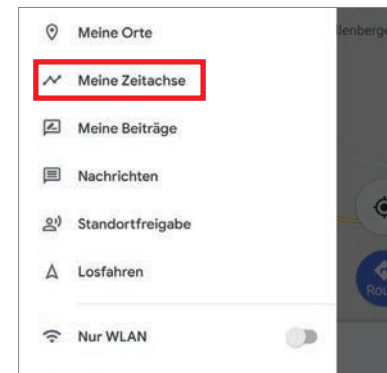 Meine Orte
Meine Zeitachse
Meine Beiträge
Nachrichten
Standortfreigabe
Losfahren
Nur WLAN